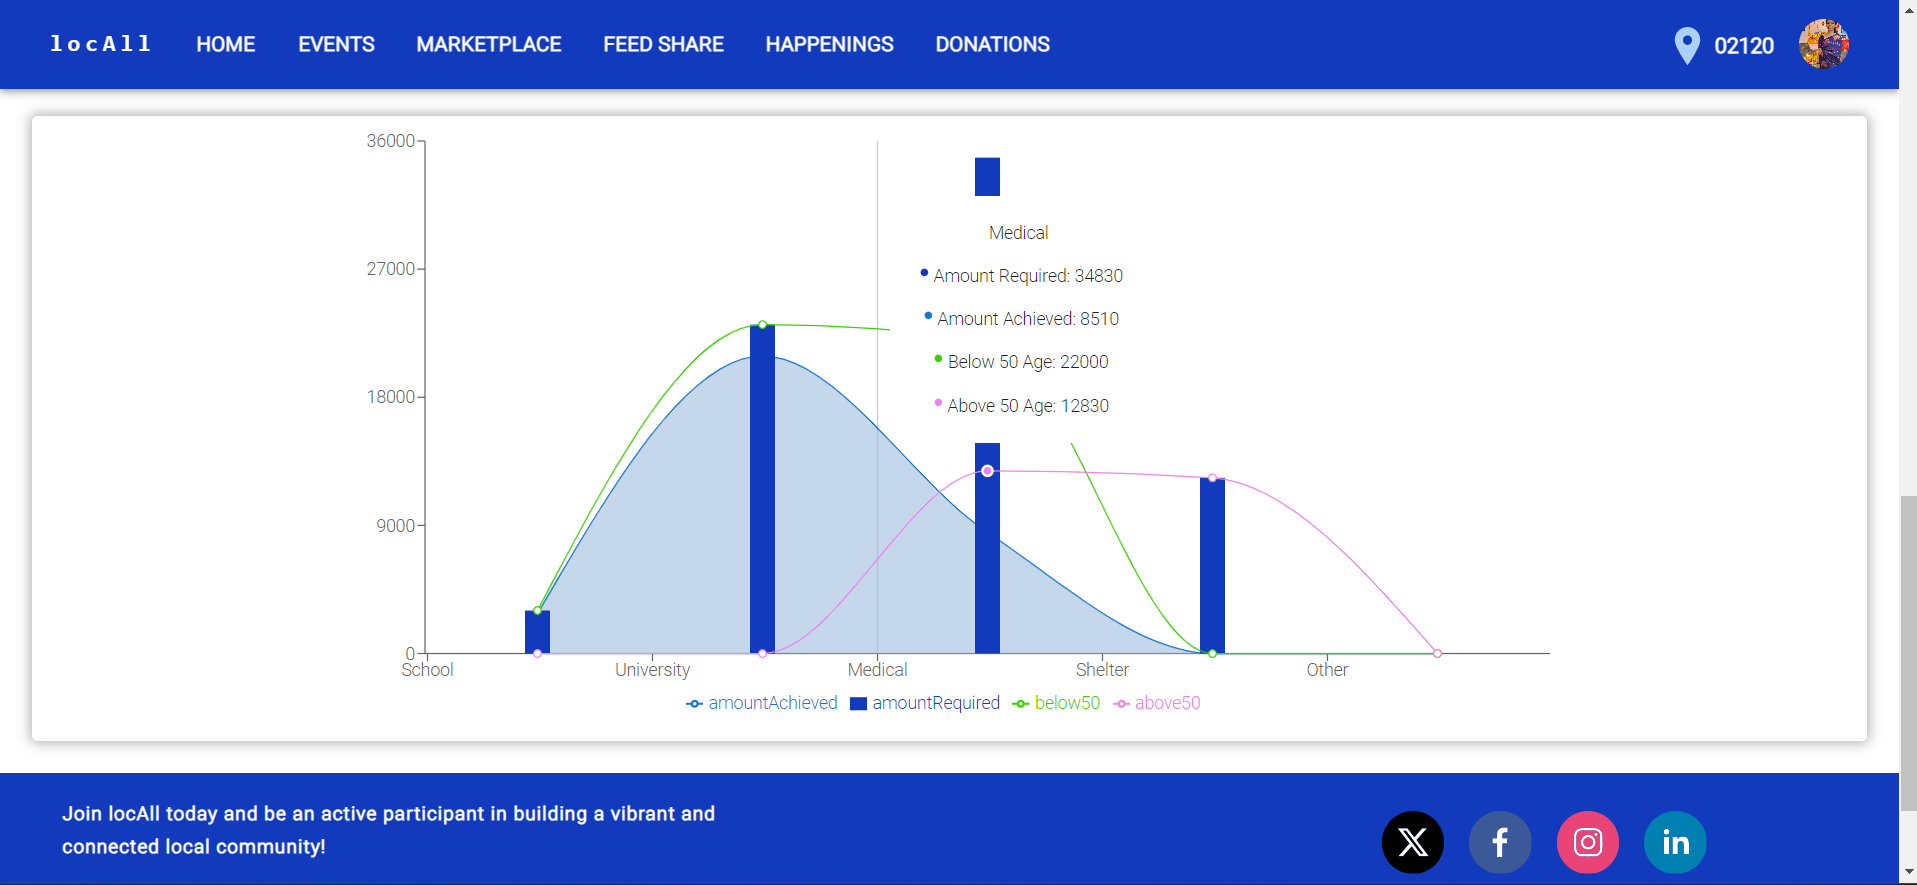 locAll HOME EVENTS MARKETPLACE FEED SHARE HAPPENINGS DONATIONS 02120
36000
27000
18000
9000
0
Medical
Amount Required: 34830
Amount Achieved: 8510
Below 50 Age: 22000
Above 50 Age: 12830
School University Medical Shelter Other
amountAchieved amountRequired below50 above50
Join locAll today and be an active participant in building a vibrant and
connected local community!
X f in